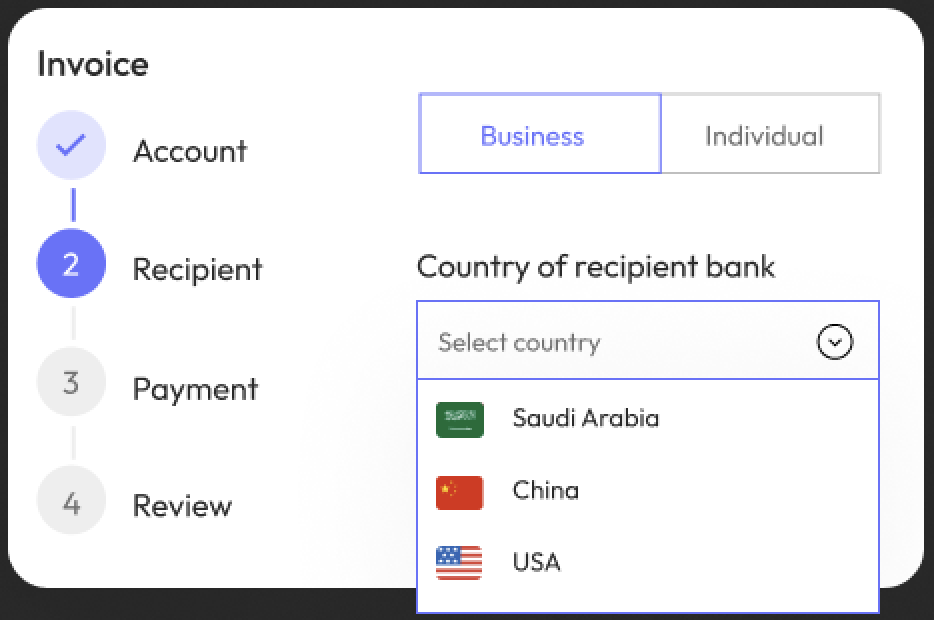 Invoice
Account
2
Recipient
3
Payment
4
Review
Business
Individual
Country of recipient bank
Select country
Saudi Arabia
China
USA